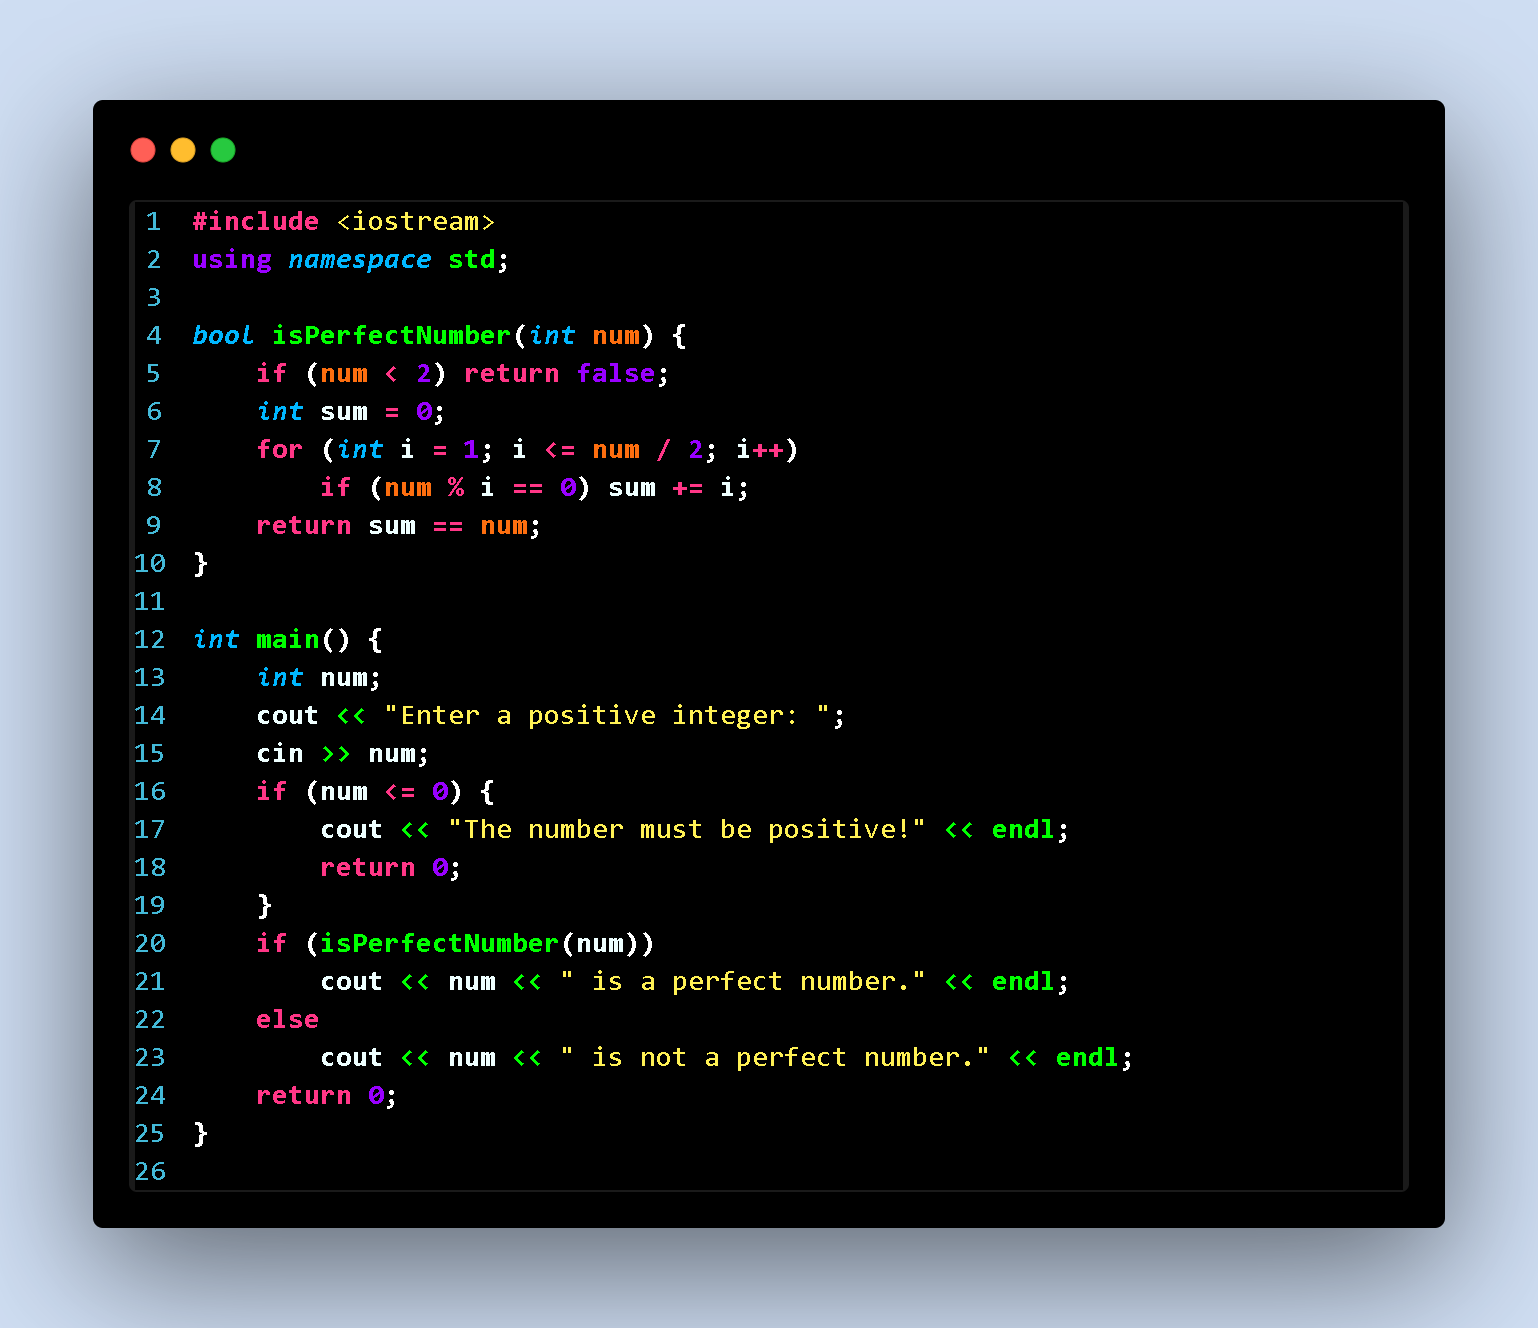 1 #include <iostream>
2 using namespace std;
3
4 bool isPerfectNumber(int num) {
5     if (num < 2) return false;
6     int sum = 0;
7     for (int i = 1; i <= num / 2; i++)
8         if (num % i == 0) sum += i;
9     return sum == num;
10 }
11
12 int main() {
13     int num;
14     cout << "Enter a positive integer: ";
15     cin >> num;
16     if (num <= 0) {
17         cout << "The number must be positive!" << endl;
18         return 0;
19     }
20     if (isPerfectNumber(num))
21         cout << num << " is a perfect number." << endl;
22     else
23         cout << num << " is not a perfect number." << endl;
24     return 0;
25 }
26